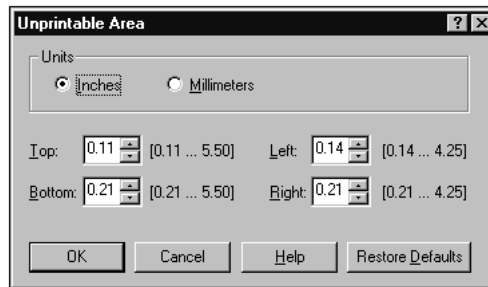 Unprintable Area
Units
Inches Millimeters
Top: 0.11 [0.11 ... 5.50] Left: 0.14 [0.14 ... 4.25]
Bottom: 0.21 [0.21 ... 5.50] Right: 0.21 [0.21 ... 4.25]
OK Cancel Help Restore Defaults